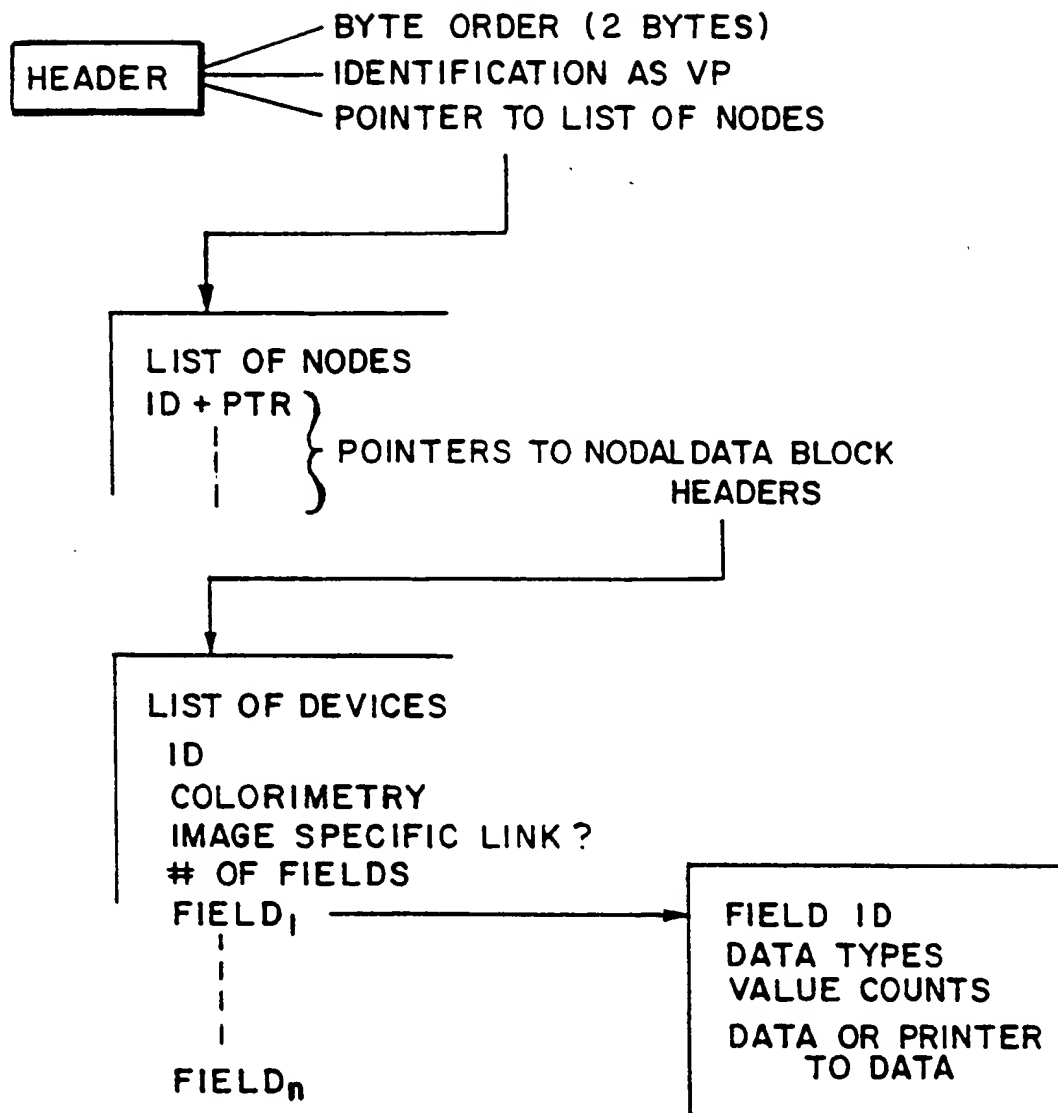 HEADER
BYTE ORDER (2 BYTES)
IDENTIFICATION AS VP
POINTER TO LIST OF NODES
LIST OF NODES
ID + PTR
POINTERS TO NODAL DATA BLOCK
HEADERS
LIST OF DEVICES
ID
COLORIMETRY
IMAGE SPECIFIC LINK ?
# OF FIELDS
FIELD₁
FIELDₙ
FIELD ID
DATA TYPES
VALUE COUNTS
DATA OR PRINTER
TO DATA